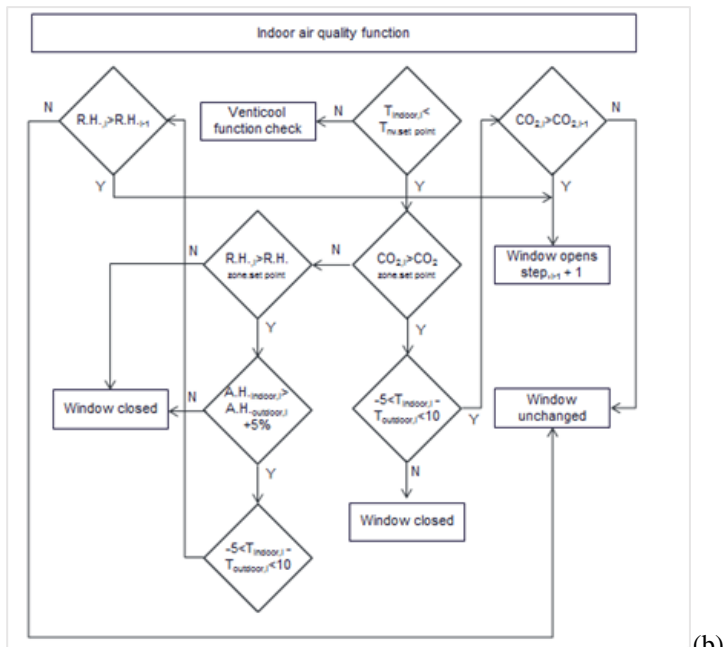 Indoor air quality function
N
R.H.,i>R.H.,i-1
Y
Venticool
function check
N
Tindoor,i<
Tnv.set point
Y
CO2,i>CO2,i-1
N
Y
Window opens
stepi-1 + 1
N
R.H.,i>R.H.
zone.set point
Y
N
CO2,i>CO2
zone.set point
Y
Window closed
N
A.H.indoor,i>
A.H.outdoor,i
+5%
Y
-5<Tindoor,i -
Toutdoor,i<10
Y
N
Window
unchanged
Window closed
-5<Tindoor,i -
Toutdoor,i<10
(b)